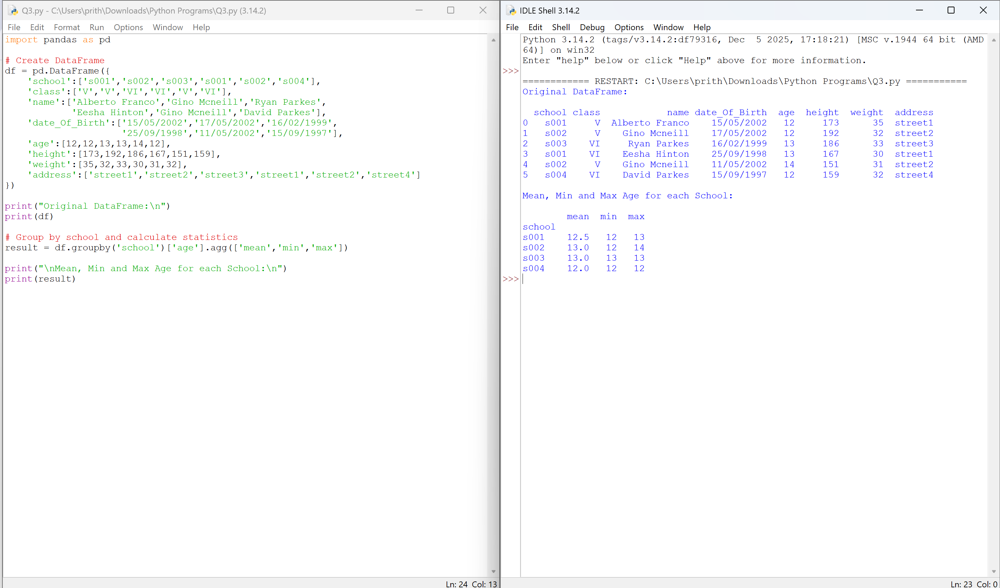 Q3.py - C:\Users\prith\Downloads\Python Programs\Q3.py (3.14.2)
File Edit Format Run Options Window Help
import pandas as pd

# Create DataFrame
df = pd.DataFrame({
    'school':['s001','s002','s003','s001','s002','s004'],
    'class':['V','V','VI','VI','V','VI'],
    'name':['Alberto Franco','Gino Mcneill','Ryan Parkes',
            'Eesha Hinton','Gino Mcneill','David Parkes'],
    'date_Of_Birth':['15/05/2002','17/05/2002','16/02/1999',
                     '25/09/1998','11/05/2002','15/09/1997'],
    'age':[12,12,13,13,14,12],
    'height':[173,192,186,167,151,159],
    'weight':[35,32,33,30,31,32],
    'address':['street1','street2','street3','street1','street2','street4']
})

print("Original DataFrame:\n")
print(df)

# Group by school and calculate statistics
result = df.groupby('school')['age'].agg(['mean','min','max'])

print("\nMean, Min and Max Age for each School:\n")
print(result)
Ln: 24 Col: 13
IDLE Shell 3.14.2
File Edit Shell Debug Options Window Help
Python 3.14.2 (tags/v3.14.2:df79316, Dec  5 2025, 17:18:21) [MSC v.1944 64 bit (AMD
64)] on win32
Enter "help" below or click "Help" above for more information.
>>>
============ RESTART: C:\Users\prith\Downloads\Python Programs\Q3.py ===========
Original DataFrame:

  school class            name date_Of_Birth  age  height  weight  address
0   s001     V  Alberto Franco    15/05/2002   12     173      35  street1
1   s002     V    Gino Mcneill    17/05/2002   12     192      32  street2
2   s003    VI     Ryan Parkes    16/02/1999   13     186      33  street3
3   s001    VI    Eesha Hinton    25/09/1998   13     167      30  street1
4   s002     V    Gino Mcneill    11/05/2002   14     151      31  street2
5   s004    VI    David Parkes    15/09/1997   12     159      32  street4

Mean, Min and Max Age for each School:

        mean  min  max
school
s001    12.5   12   13
s002    13.0   12   14
s003    13.0   13   13
s004    12.0   12   12
>>>
Ln: 23 Col: 0